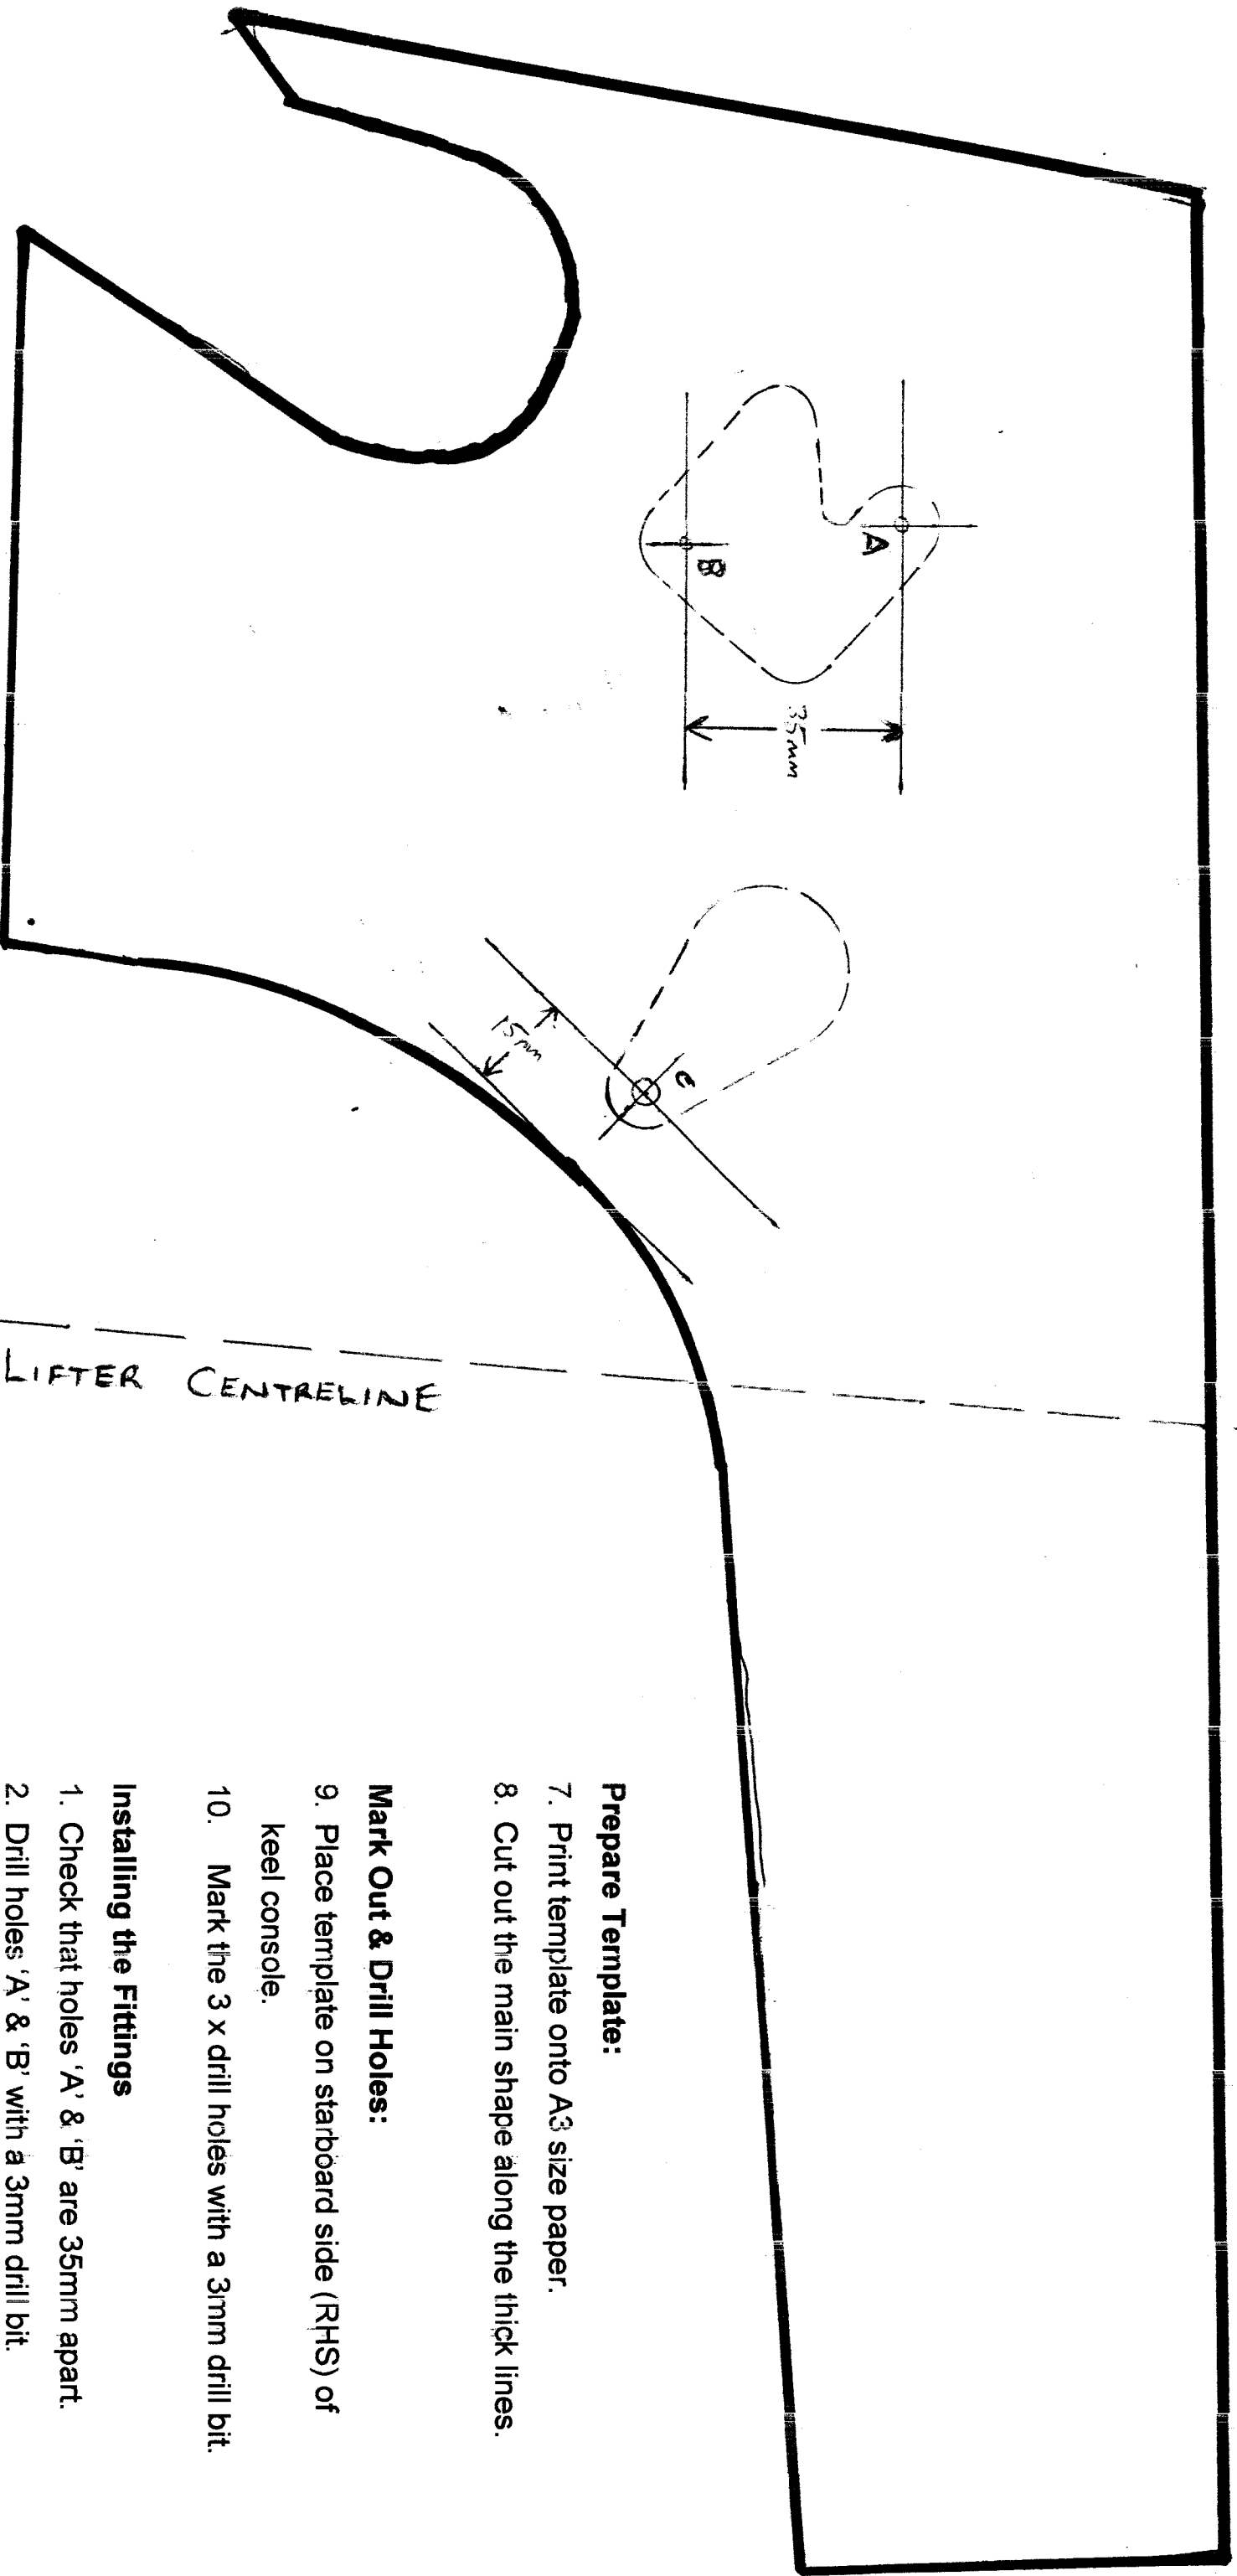 A
B
35mm
C
15mm
LIFTER CENTRELINE
Prepare Template:
7. Print template onto A3 size paper.
8. Cut out the main shape along the thick lines.
Mark Out & Drill Holes:
9. Place template on starboard side (RHS) of
keel console.
10. Mark the 3 x drill holes with a 3mm drill bit.
Installing the Fittings
1. Check that holes ‘A’ & ‘B’ are 35mm apart.
2. Drill holes ‘A’ & ‘B’ with a 3mm drill bit.